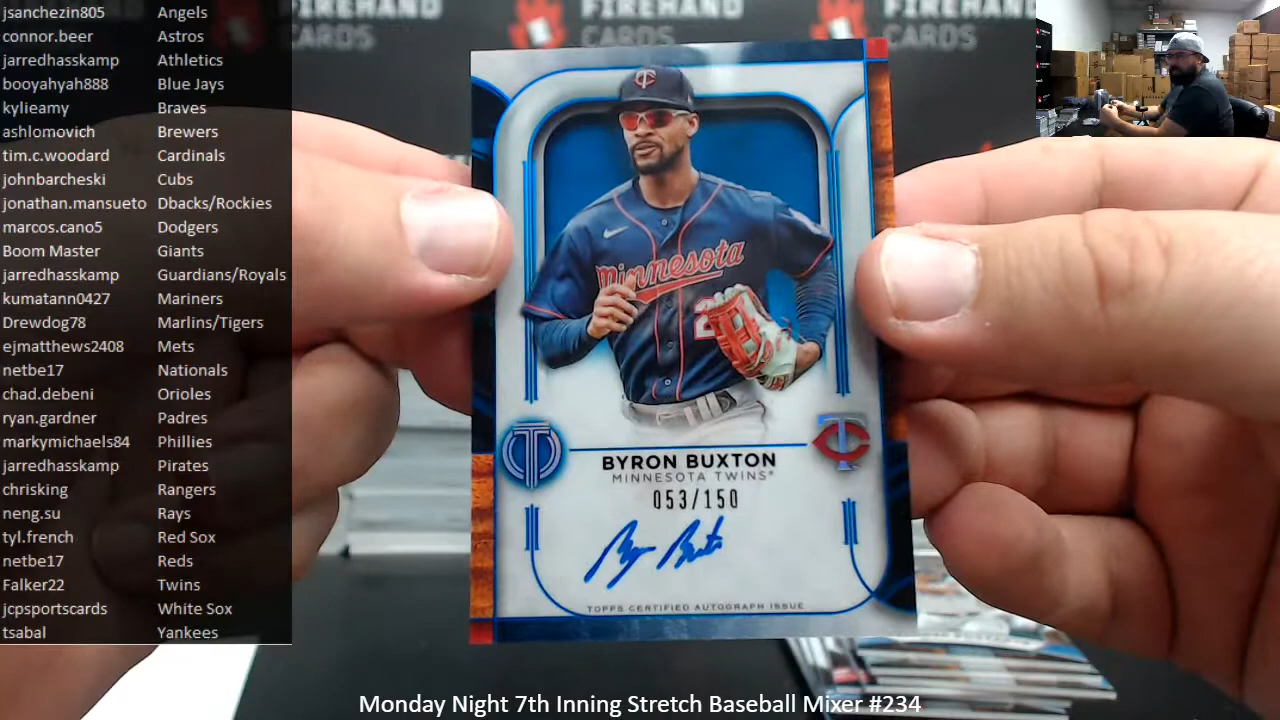 jsanchezin805 Angels
connor.beer Astros
jarredhasskamp Athletics
booyahyah888 Blue Jays
kylieamy Braves
ashlomovich Brewers
tim.c.woodard Cardinals
johnbarcheski Cubs
jonathan.mansueto Dbacks/Rockies
marcos.cano5 Dodgers
Boom Master Giants
jarredhasskamp Guardians/Royals
kumatann0427 Mariners
Drewdog78 Marlins/Tigers
ejmatthews2408 Mets
netbe17 Nationals
chad.debeni Orioles
ryan.gardner Padres
markymichaels84 Phillies
jarredhasskamp Pirates
chrisking Rangers
neng.su Rays
tyl.french Red Sox
netbe17 Reds
Falker22 Twins
jcpsportscards White Sox
tsabal Yankees
FIREHAND
CARDS
FIREHAND
CARDS
FIREHAND
CARDS
Minnesota
2
BYRON BUXTON
MINNESOTA TWINS®
053/150
TOPPS CERTIFIED AUTOGRAPH ISSUE
Monday Night 7th Inning Stretch Baseball Mixer #234